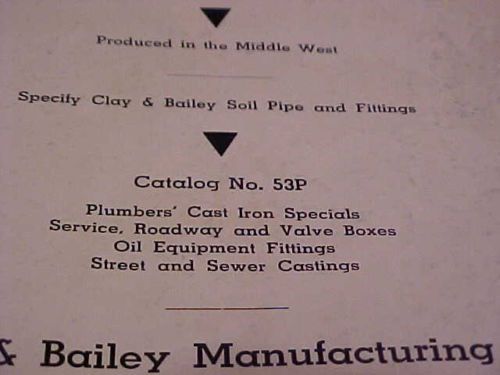 Produced in the Middle West
Specify Clay & Bailey Soil Pipe and Fittings
Catalog No. 53P
Plumbers' Cast Iron Specials
Service, Roadway and Valve Boxes
Oil Equipment Fittings
Street and Sewer Castings
& Bailey Manufacturing